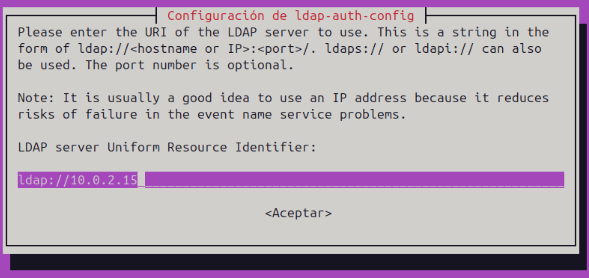 Configuración de ldap-auth-config
Please enter the URI of the LDAP server to use. This is a string in the
form of ldap://<hostname or IP>:<port>/. ldaps:// or ldapi:// can also
be used. The port number is optional.
Note: It is usually a good idea to use an IP address because it reduces
risks of failure in the event name service problems.
LDAP server Uniform Resource Identifier:
ldap://10.0.2.15
<Aceptar>